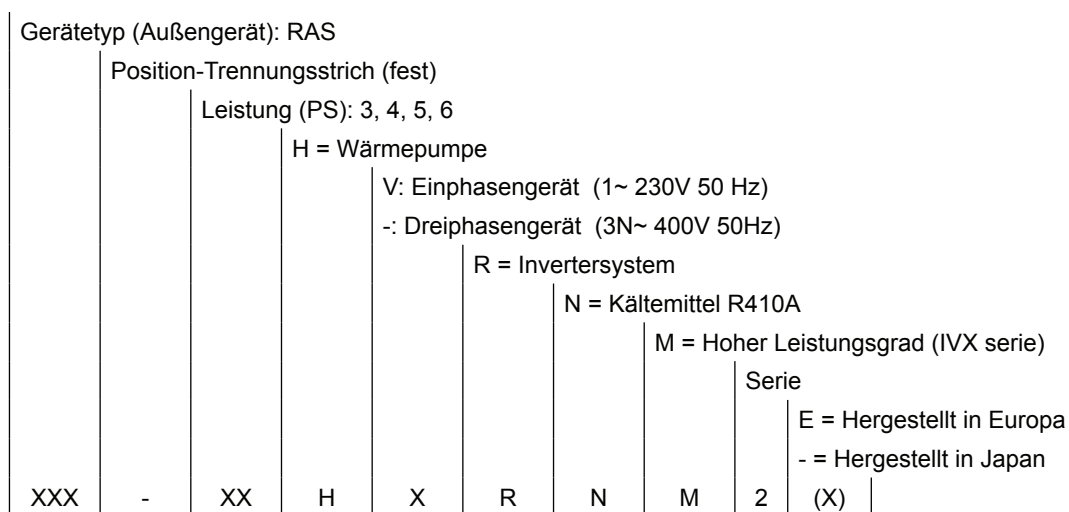 Gerätetyp (Außengerät): RAS
Position-Trennungsstrich (fest)
Leistung (PS): 3, 4, 5, 6
H = Wärmepumpe
V: Einphasengerät (1~ 230V 50 Hz)
-: Dreiphasengerät (3N~ 400V 50Hz)
R = Invertersystem
N = Kältemittel R410A
M = Hoher Leistungsgrad (IVX serie)
Serie
E = Hergestellt in Europa
- = Hergestellt in Japan
XXX - XX H X R N M 2 (X)